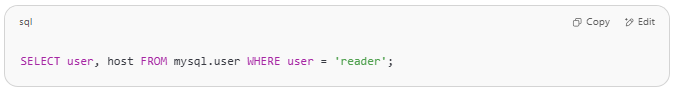 sql
Copy
Edit
SELECT user, host FROM mysql.user WHERE user = 'reader';